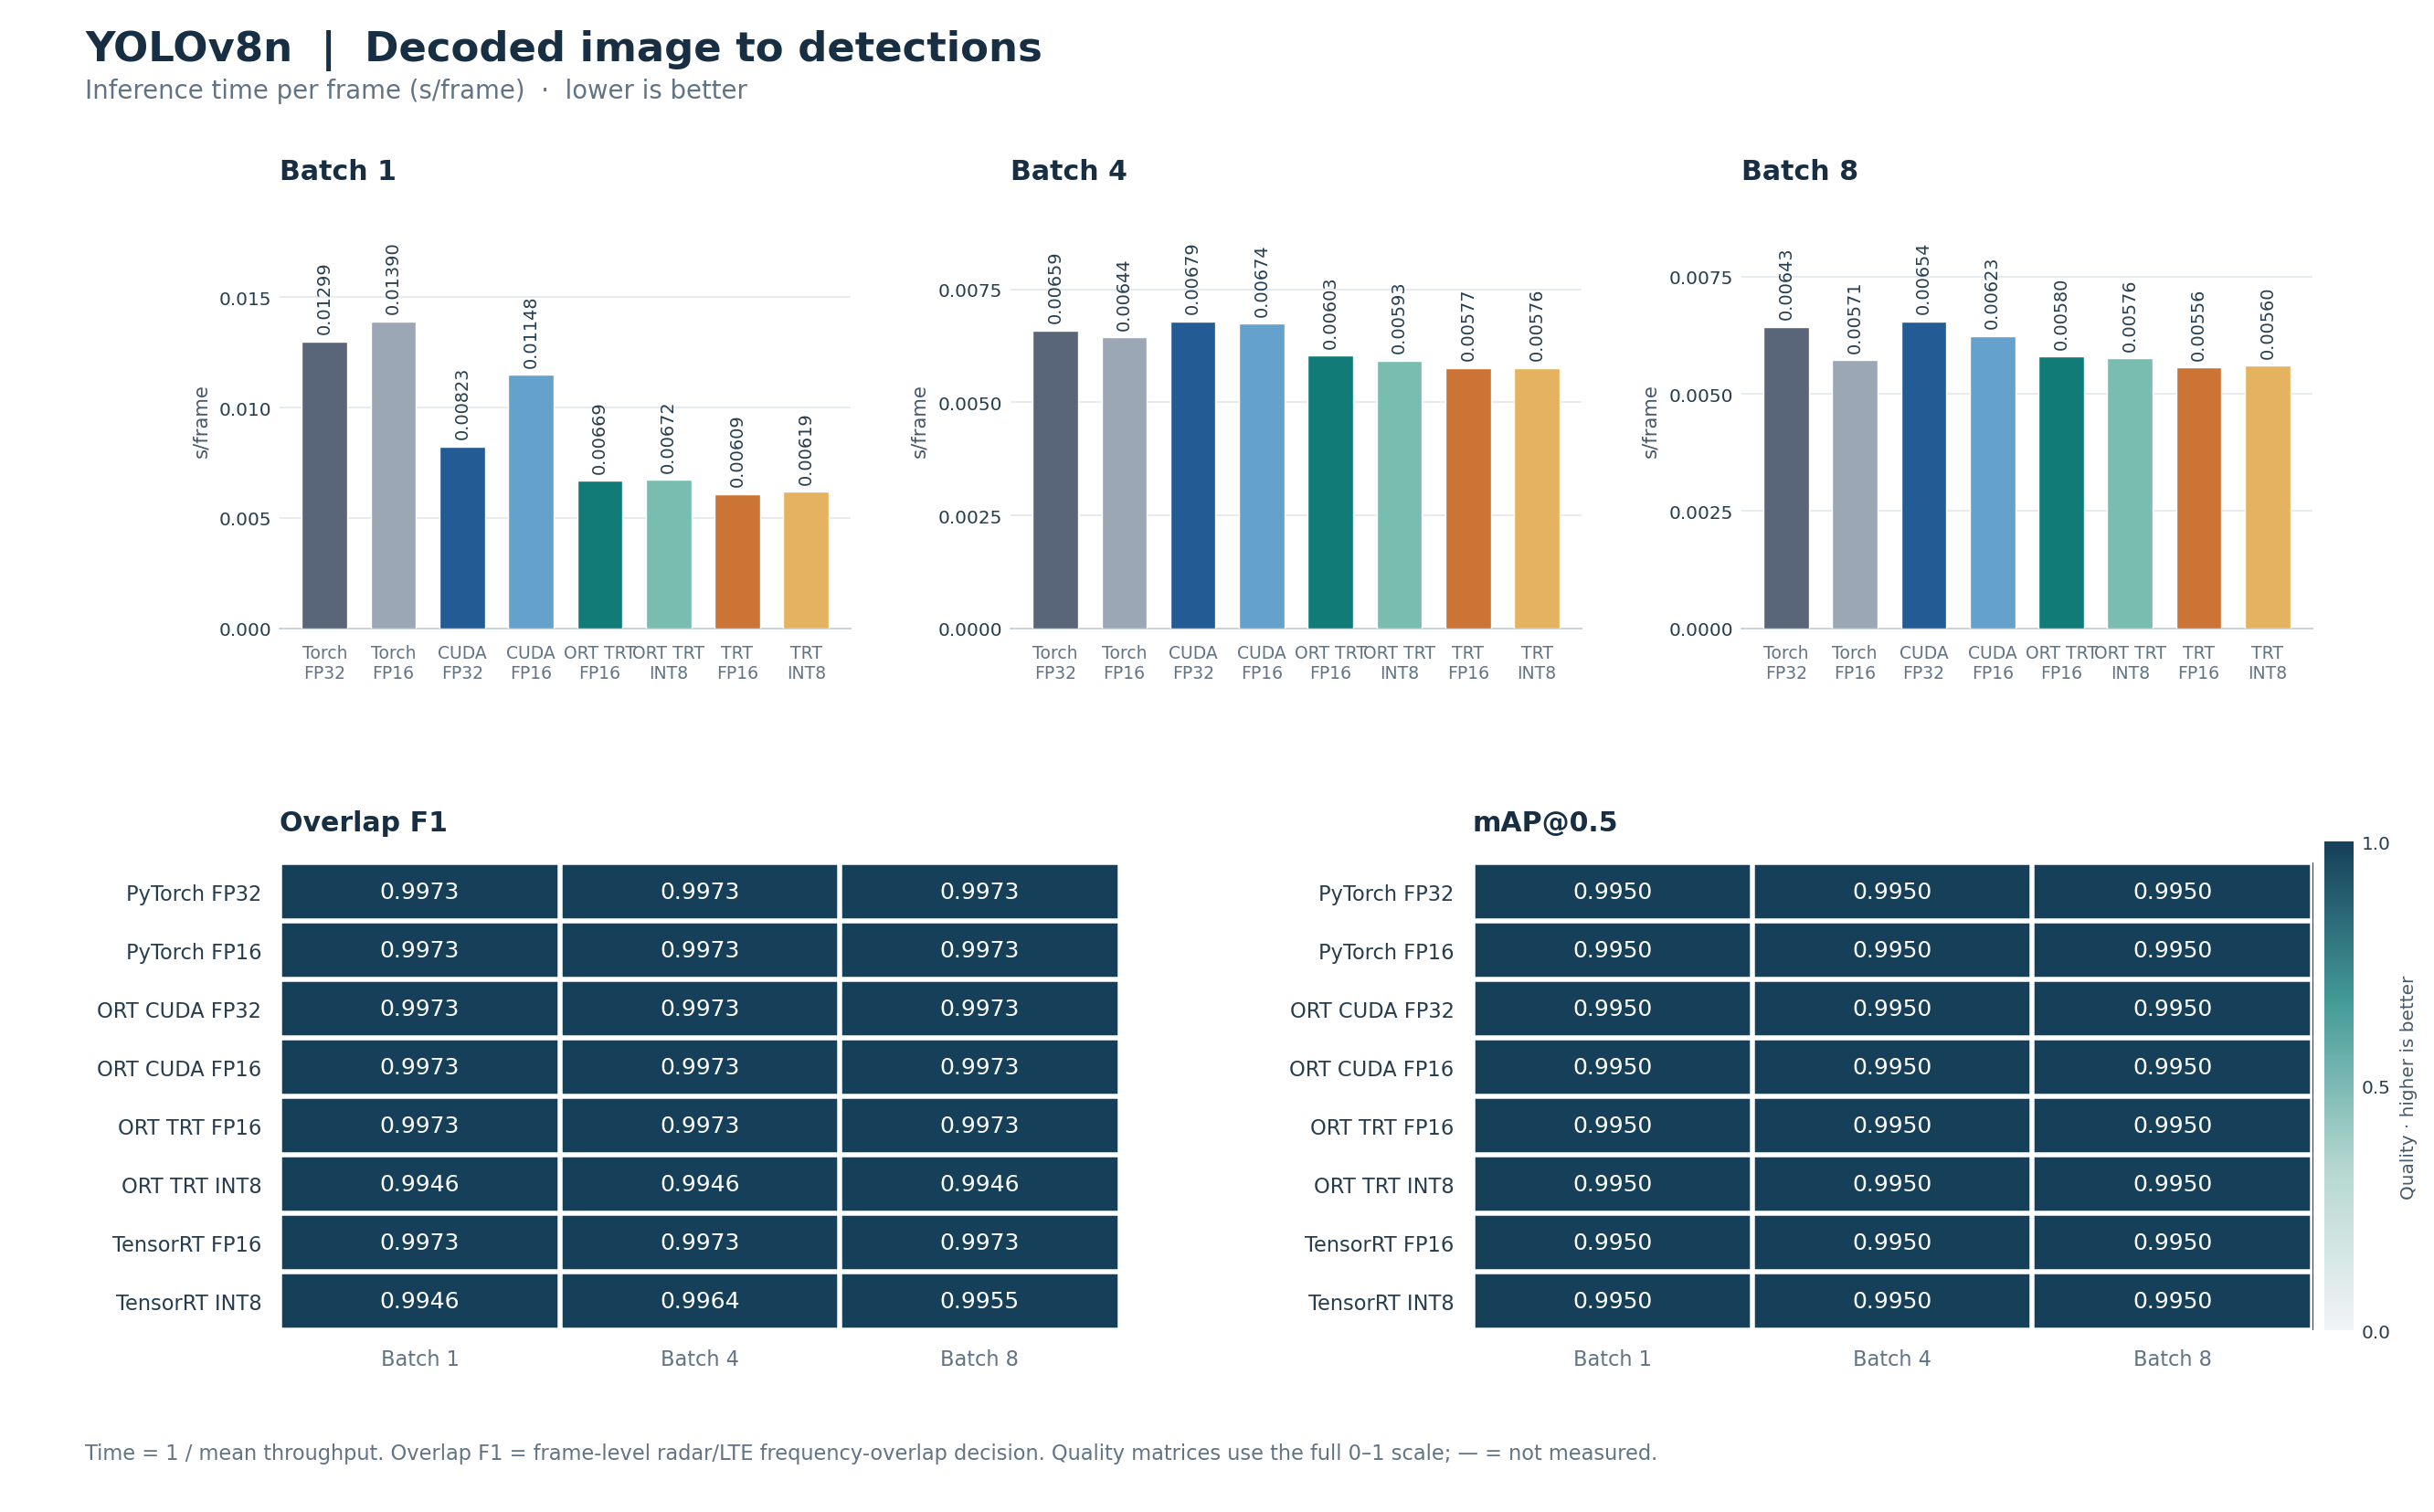 YOLOv8n | Decoded image to detections
Inference time per frame (s/frame) · lower is better
Batch 1
s/frame
0.015
0.010
0.005
0.000
0.01299
0.01390
0.00823
0.01148
0.00669
0.00672
0.00609
0.00619
Torch FP32
Torch FP16
CUDA FP32
CUDA FP16
ORT TRT FP16
ORT TRT INT8
TRT FP16
TRT INT8
Batch 4
s/frame
0.0075
0.0050
0.0025
0.0000
0.00659
0.00644
0.00679
0.00674
0.00603
0.00593
0.00577
0.00576
Torch FP32
Torch FP16
CUDA FP32
CUDA FP16
ORT TRT FP16
ORT TRT INT8
TRT FP16
TRT INT8
Batch 8
s/frame
0.0075
0.0050
0.0025
0.0000
0.00643
0.00571
0.00654
0.00623
0.00580
0.00576
0.00556
0.00560
Torch FP32
Torch FP16
CUDA FP32
CUDA FP16
ORT TRT FP16
ORT TRT INT8
TRT FP16
TRT INT8
Overlap F1
PyTorch FP32 0.9973 0.9973 0.9973
PyTorch FP16 0.9973 0.9973 0.9973
ORT CUDA FP32 0.9973 0.9973 0.9973
ORT CUDA FP16 0.9973 0.9973 0.9973
ORT TRT FP16 0.9973 0.9973 0.9973
ORT TRT INT8 0.9946 0.9946 0.9946
TensorRT FP16 0.9973 0.9973 0.9973
TensorRT INT8 0.9946 0.9964 0.9955
Batch 1 Batch 4 Batch 8
mAP@0.5
PyTorch FP32 0.9950 0.9950 0.9950
PyTorch FP16 0.9950 0.9950 0.9950
ORT CUDA FP32 0.9950 0.9950 0.9950
ORT CUDA FP16 0.9950 0.9950 0.9950
ORT TRT FP16 0.9950 0.9950 0.9950
ORT TRT INT8 0.9950 0.9950 0.9950
TensorRT FP16 0.9950 0.9950 0.9950
TensorRT INT8 0.9950 0.9950 0.9950
Batch 1 Batch 4 Batch 8
1.0
0.5
0.0
Quality · higher is better
Time = 1 / mean throughput. Overlap F1 = frame-level radar/LTE frequency-overlap decision. Quality matrices use the full 0–1 scale; — = not measured.